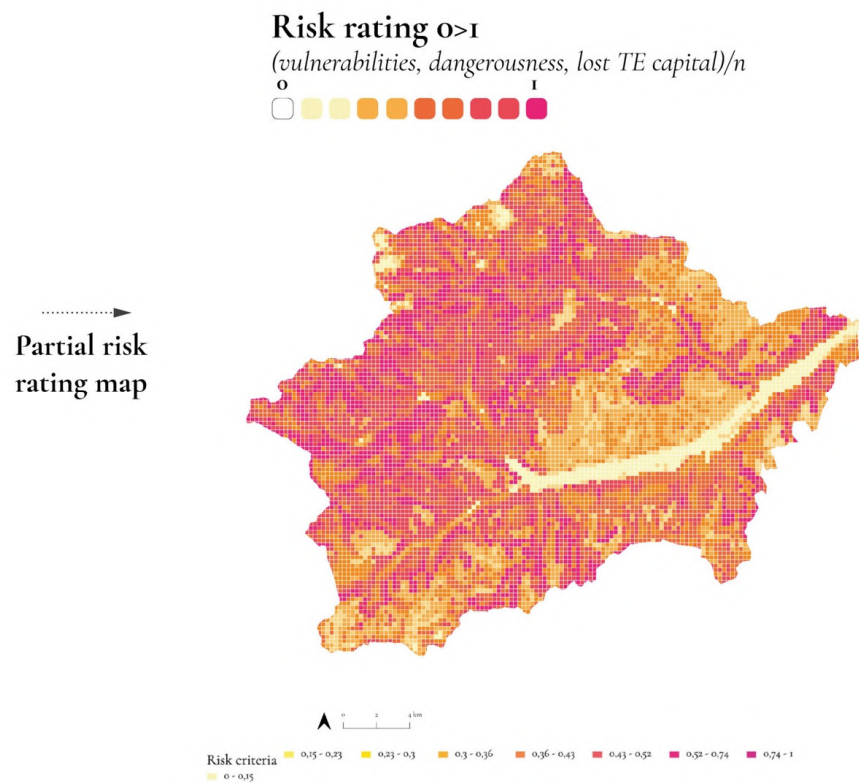 Risk rating 0>1
(vulnerabilities, dangerousness, lost TE capital)/n
0 1
Partial risk
rating map
0 2 4 km
Risk criteria
0 - 0,15
0,15 - 0,23
0,23 - 0,3
0,3 - 0,36
0,36 - 0,43
0,43 - 0,52
0,52 - 0,74
0,74 - 1